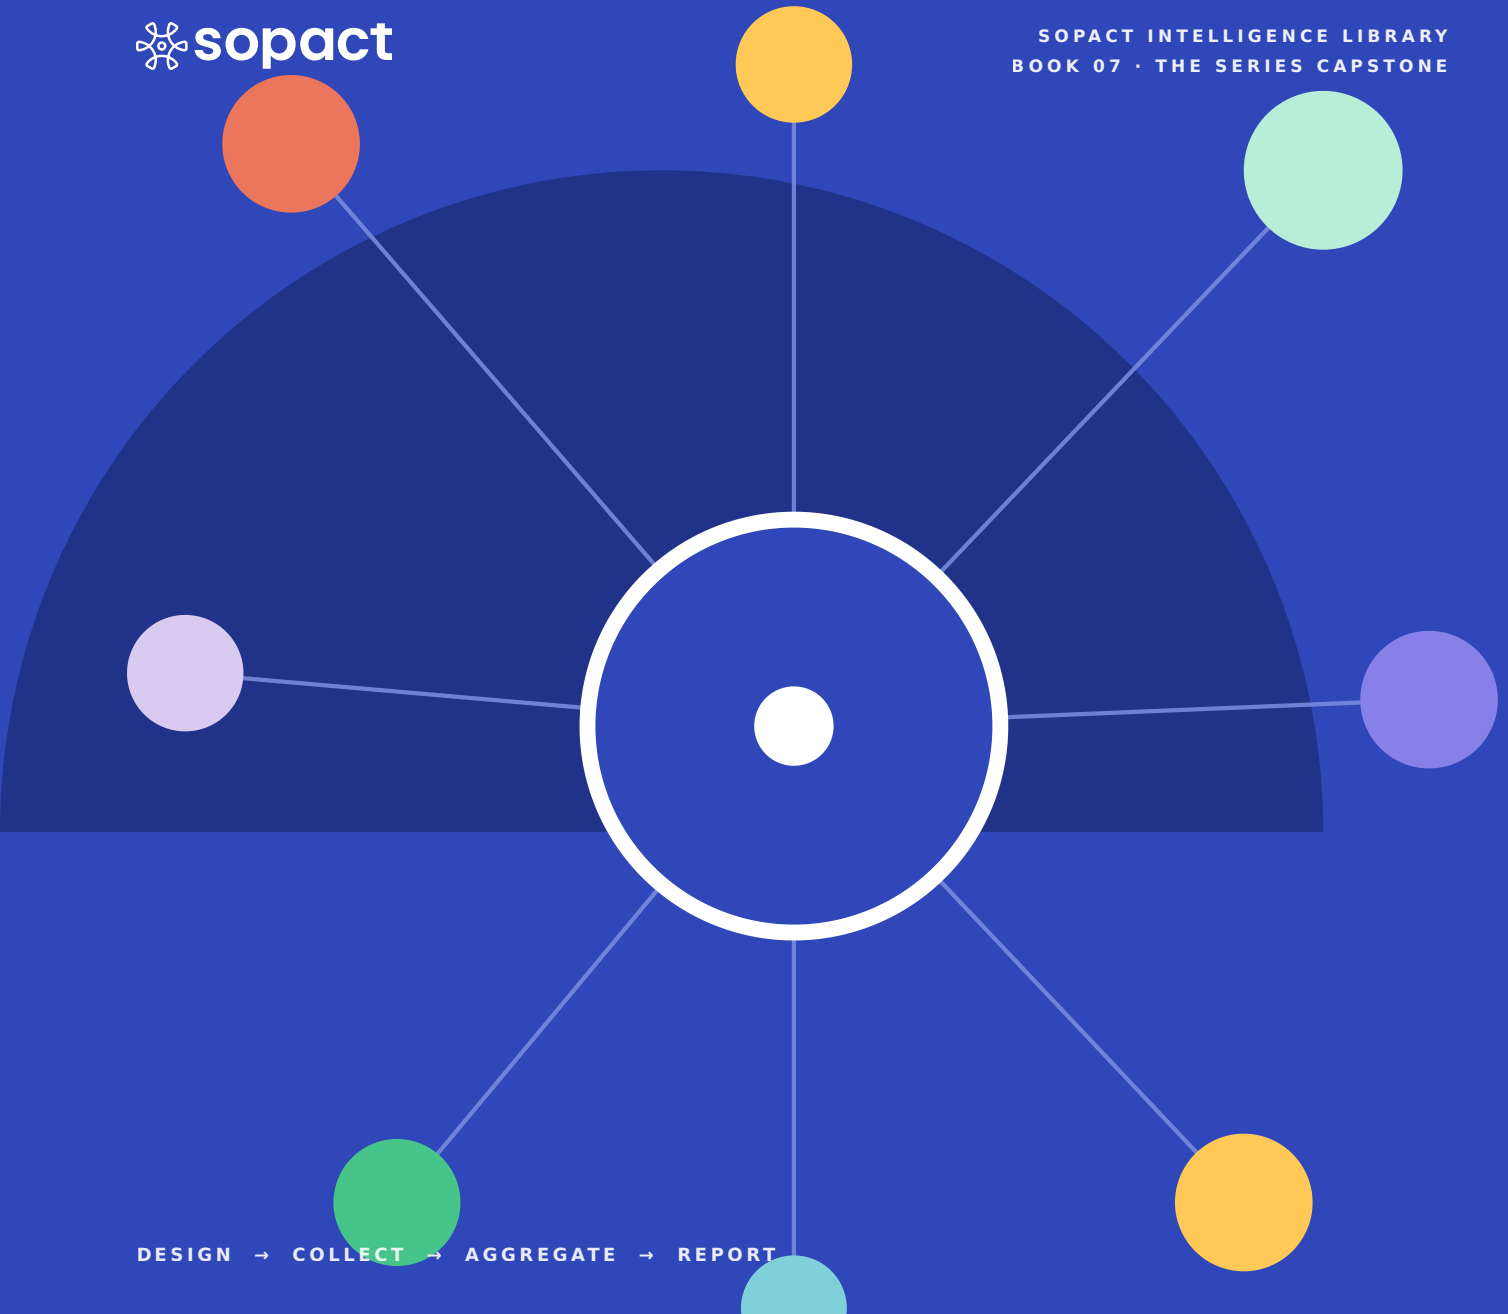 sopact
SOPACT INTELLIGENCE LIBRARY
BOOK 07 · THE SERIES CAPSTONE
DESIGN → COLLECT → AGGREGATE → REPORT